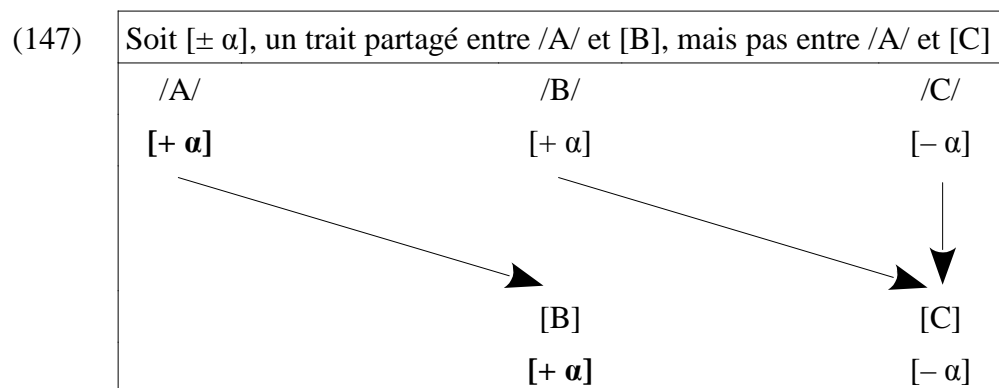 (147) Soit [± α], un trait partagé entre /A/ et [B], mais pas entre /A/ et [C]
/A/ /B/ /C/
[+ α] [+ α] [– α]
[B] [C]
[+ α] [– α]